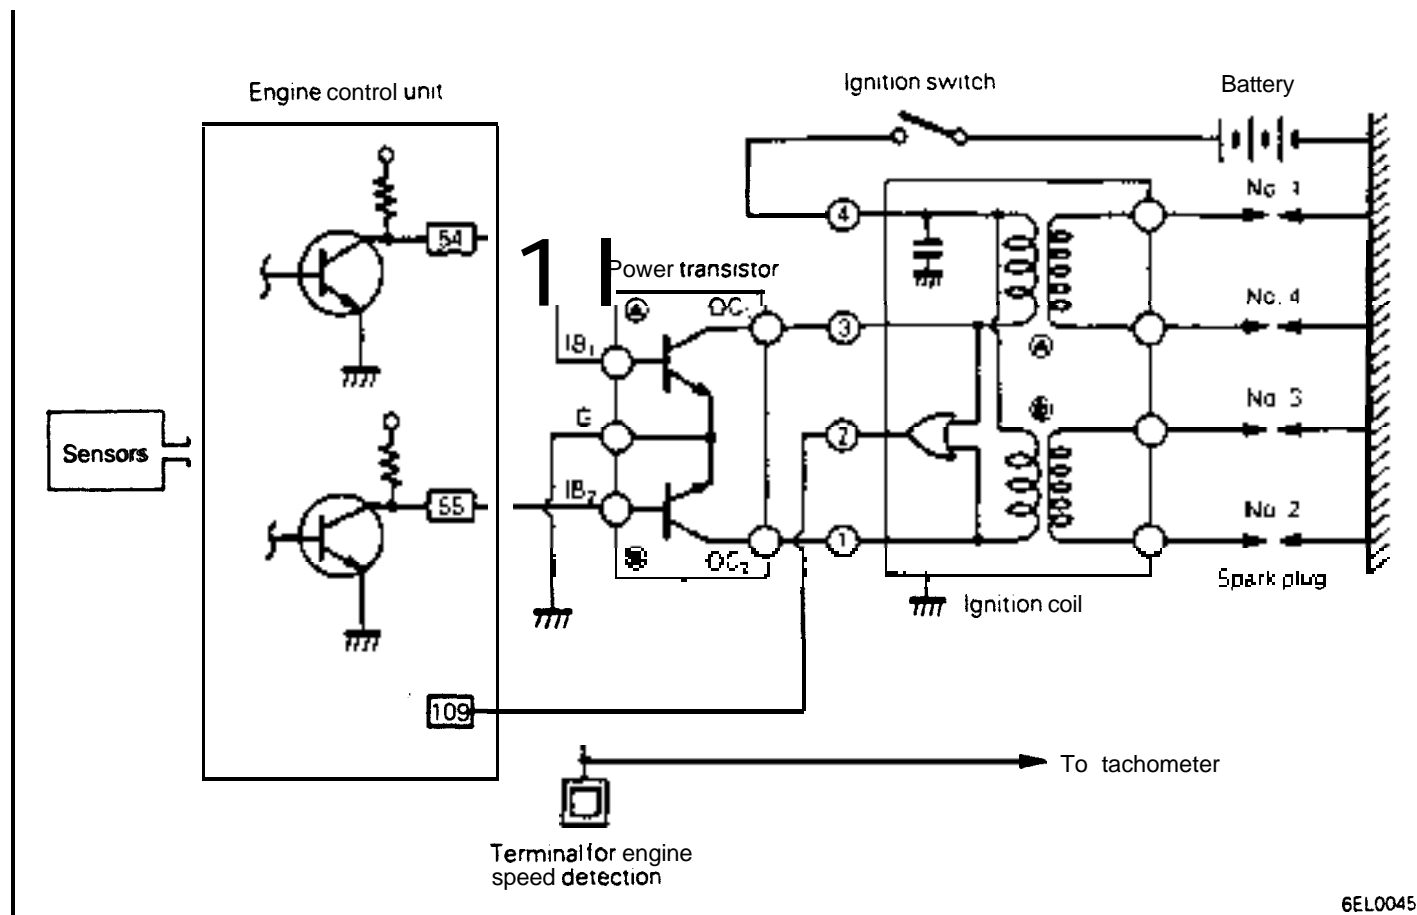 Engine control unit
Ignition switch
Battery
No 1
54
4
1
Power transistor
A
OC1
3
No. 4
IB1
A
No 3
G
2
B
Sensors
55
IB2
No 2
B
OC2
1
Spark plug
Ignition coil
109
To tachometer
Terminal for engine
speed detection
6EL0045